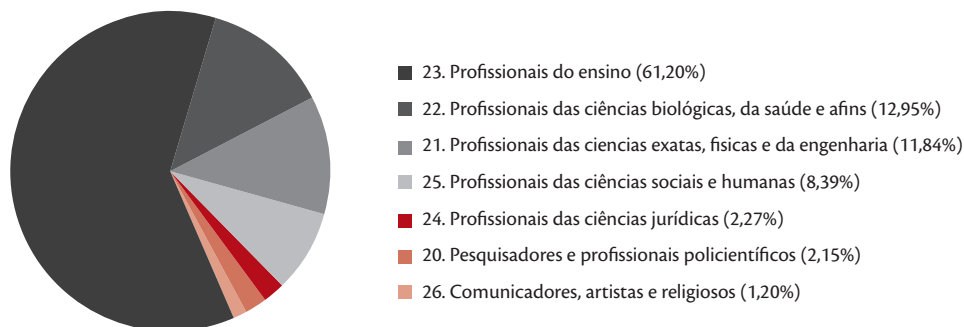 23. Profissionais do ensino (61,20%)
22. Profissionais das ciências biológicas, da saúde e afins (12,95%)
21. Profissionais das ciencias exatas, fisicas e da engenharia (11,84%)
25. Profissionais das ciências sociais e humanas (8,39%)
24. Profissionais das ciências jurídicas (2,27%)
20. Pesquisadores e profissionais policientíficos (2,15%)
26. Comunicadores, artistas e religiosos (1,20%)